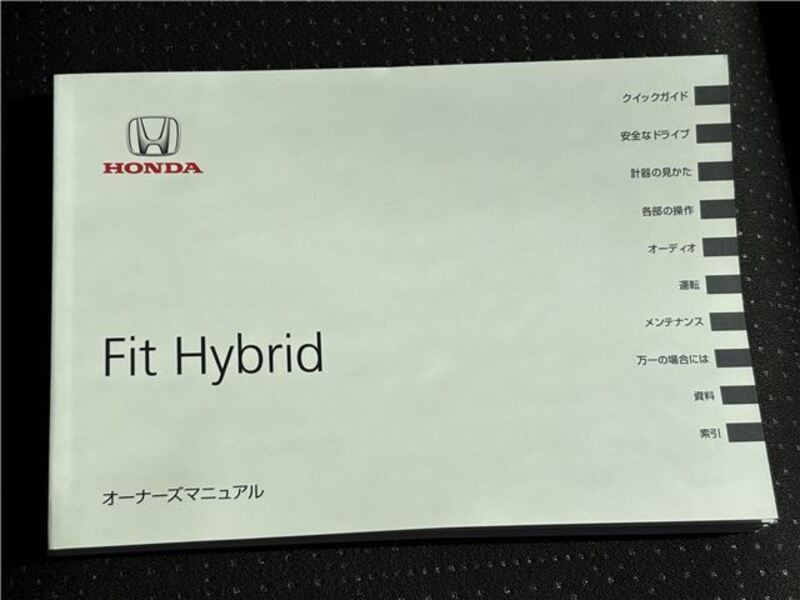 HONDA
Fit Hybrid
オーナーズマニュアル
クイックガイド
安全なドライブ
計器の見かた
各部の操作
オーディオ
運転
メンテナンス
万一の場合には
資料
索引